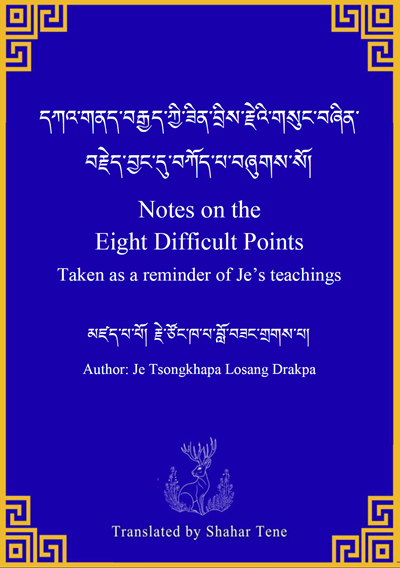 དཀའ་གནད་བརྒྱད་ཀྱི་ཟིན་བྲིས་རྗེའི་གསུང་བཞིན་
བརྗེད་བྱང་དུ་བཀོད་པ་བཞུགས་སོ།
Notes on the
Eight Difficult Points
Taken as a reminder of Je's teachings
མཛད་པ་པོ། རྗེ་ཙོང་ཁ་པ་བློ་བཟང་གྲགས་པ།
Author: Je Tsongkhapa Losang Drakpa
Translated by Shahar Tene